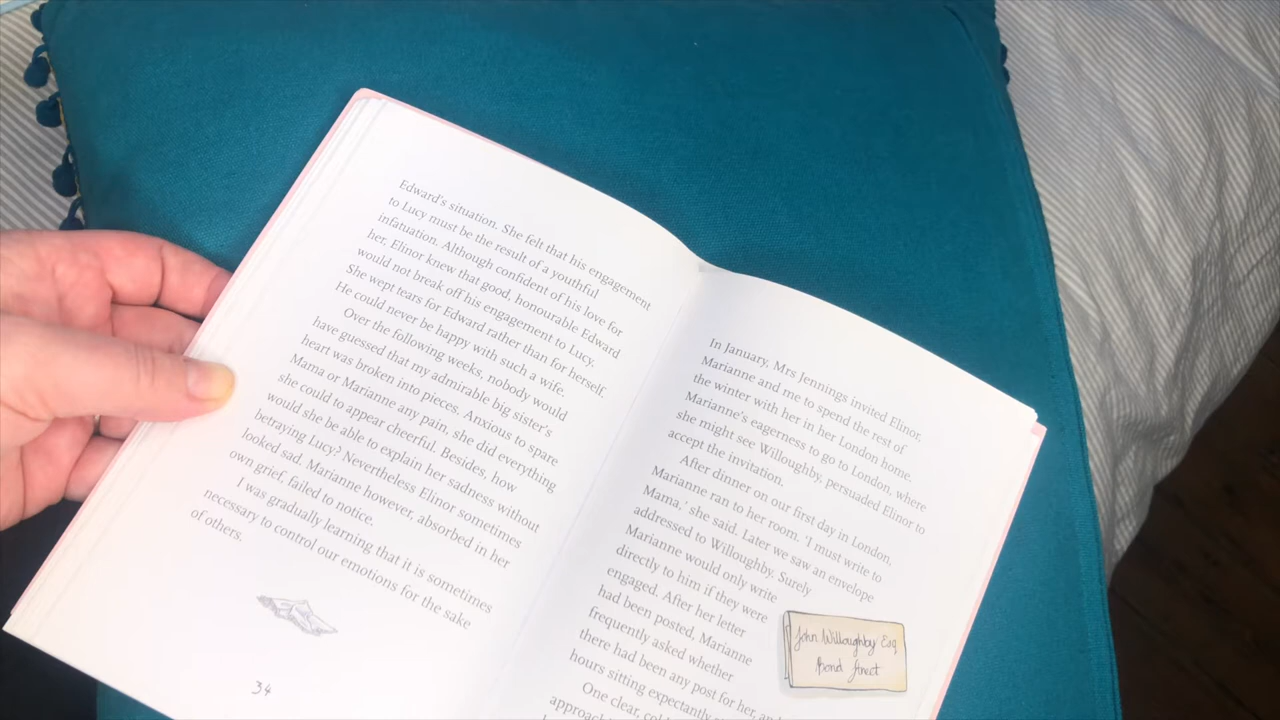 Edward's situation. She felt that his engagement
to Lucy must be the result of a youthful
infatuation. Although confident of his love for
her, Elinor knew that good, honourable Edward
would not break off his engagement to Lucy.
She wept tears for Edward rather than for herself.
He could never be happy with such a wife.
Over the following weeks, nobody would
have guessed that my admirable big sister's
heart was broken into pieces. Anxious to spare
Mama or Marianne any pain, she did everything
she could to appear cheerful. Besides, how
would she be able to explain her sadness without
betraying Lucy? Nevertheless Elinor sometimes
looked sad. Marianne however, absorbed in her
own grief, failed to notice.
I was gradually learning that it is sometimes
necessary to control our emotions for the sake
of others.
34
In January, Mrs Jennings invited Elinor,
Marianne and me to spend the rest of
the winter with her in her London home.
Marianne's eagerness to go to London, where
she might see Willoughby, persuaded Elinor to
accept the invitation.
After dinner on our first day in London,
Marianne ran to her room. 'I must write to
Mama,' she said. Later we saw an envelope
addressed to Willoughby. Surely
Marianne would only write
directly to him if they were
engaged. After her letter
had been posted, Marianne
frequently asked whether
there had been any post for her, and
hours sitting expectantly
One clear, cold
John Willoughby Esq
Bond Street